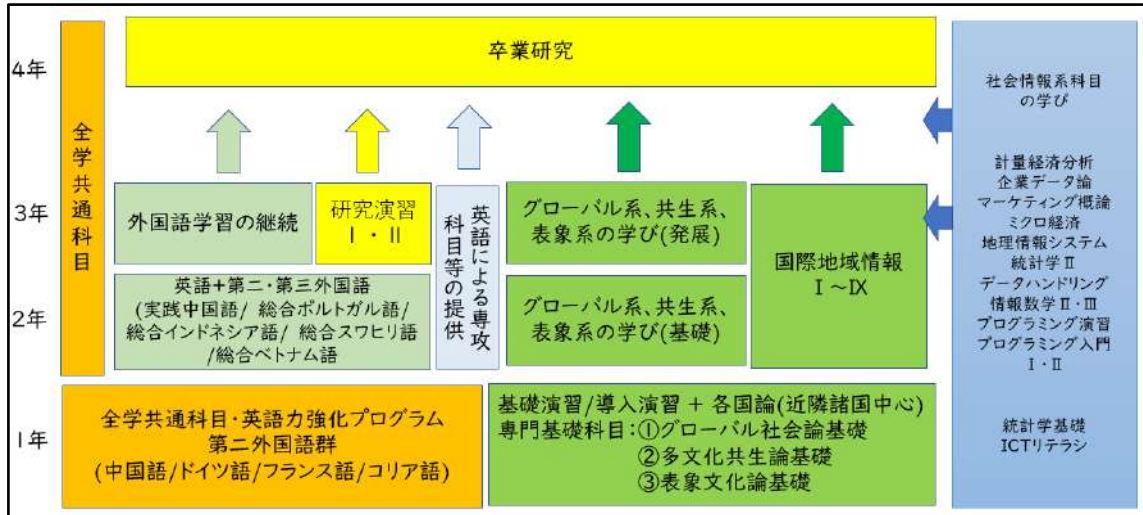 4年
全学共通科目
卒業研究
3年
外国語学習の継続
研究演習
Ⅰ・Ⅱ
英語による専攻
科目等の提供
グローバル系、共生系、
表象系の学び(発展)
国際地域情報
Ⅰ～Ⅸ
2年
英語+第二・第三外国語
(実践中国語/ 総合ポルトガル語/
総合インドネシア語/ 総合スワヒリ語
/総合ベトナム語
グローバル系、共生系、
表象系の学び(基礎)
1年
全学共通科目・英語力強化プログラム
第二外国語群
(中国語/ドイツ語/フランス語/コリア語)
基礎演習/導入演習 + 各国論(近隣諸国中心)
専門基礎科目:①グローバル社会論基礎
②多文化共生論基礎
③表象文化論基礎
社会情報系科目
の学び
計量経済分析
企業データ論
マーケティング概論
ミクロ経済
地理情報システム
統計学Ⅱ
データハンドリング
情報数学Ⅱ・Ⅲ
プログラミング演習
プログラミング入門
Ⅰ・Ⅱ
統計学基礎
ICTリテラシ